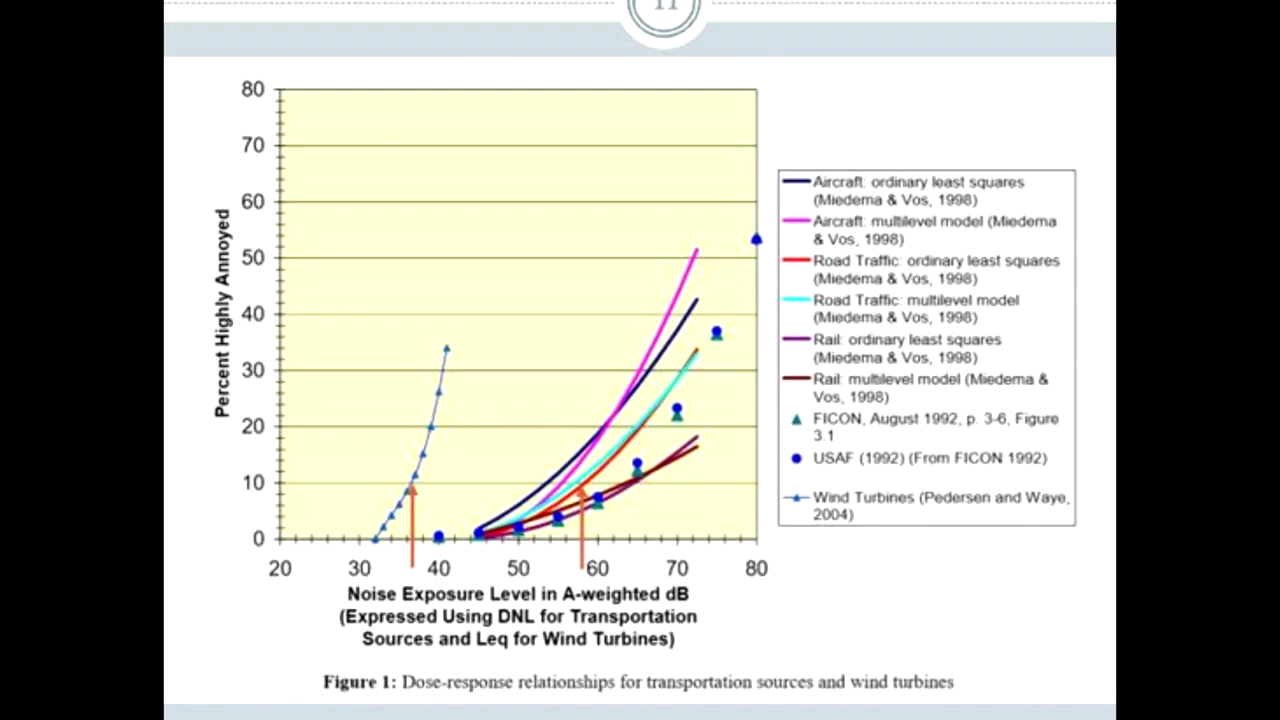 11
80
70
60
50
40
30
20
10
0
Percent Highly Annoyed
20 30 40 50 60 70 80
Noise Exposure Level in A-weighted dB
(Expressed Using DNL for Transportation
Sources and Leq for Wind Turbines)
Aircraft: ordinary least squares
(Miedema & Vos, 1998)
Aircraft: multilevel model (Miedema
& Vos, 1998)
Road Traffic: ordinary least squares
(Miedema & Vos, 1998)
Road Traffic: multilevel model
(Miedema & Vos, 1998)
Rail: ordinary least squares
(Miedema & Vos, 1998)
Rail: multilevel model (Miedema &
Vos, 1998)
FICON, August 1992, p. 3-6, Figure
3.1
USAF (1992) (From FICON 1992)
Wind Turbines (Pedersen and Waye,
2004)
Figure 1: Dose-response relationships for transportation sources and wind turbines